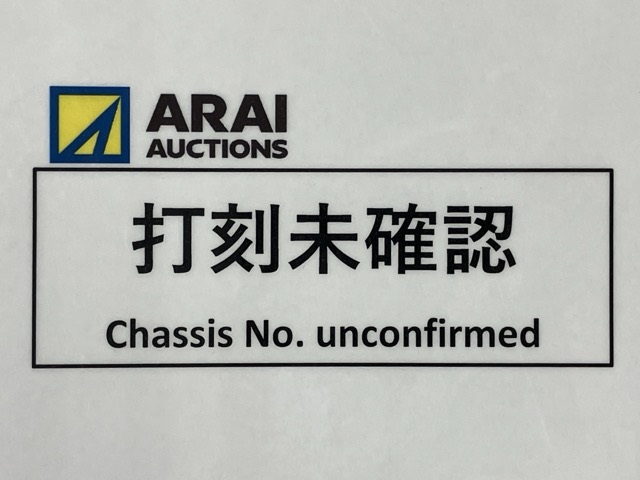 ARAI
AUCTIONS
打刻未確認
Chassis No. unconfirmed